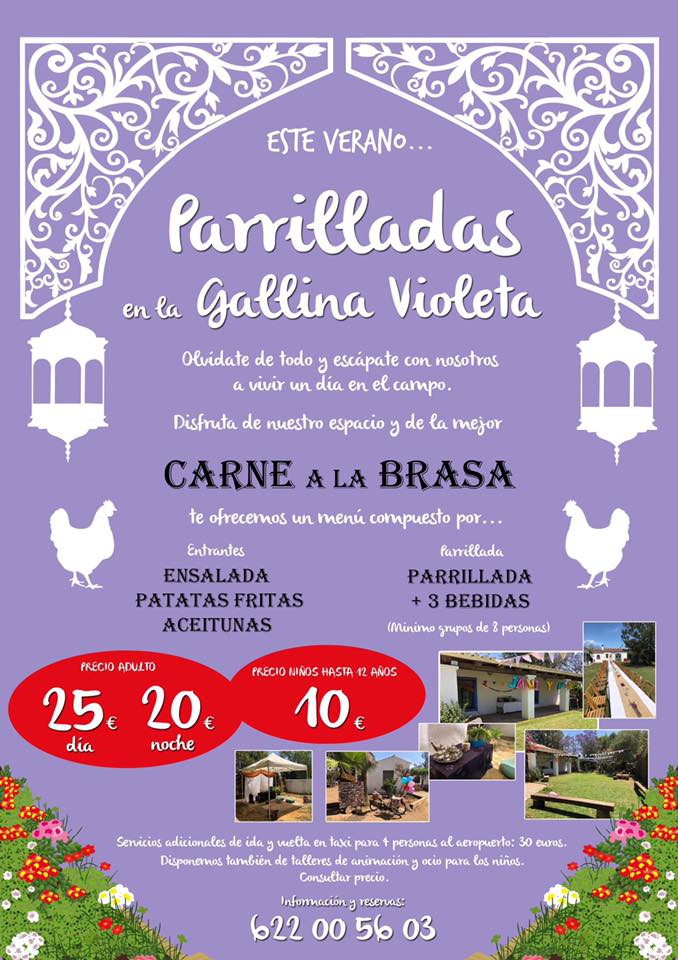 ESTE VERANO...
Parrilladas
en la Gallina Violeta
Olvídate de todo y escápate con nosotros
a vivir un día en el campo.
Disfruta de nuestro espacio y de la mejor
CARNE A LA BRASA
te ofrecemos un menú compuesto por...
Entrantes
ENSALADA
PATATAS FRITAS
ACEITUNAS
Parrillada
PARRILLADA
+ 3 BEBIDAS
(Mínimo grupos de 8 personas)
PRECIO ADULTO
25€ 20€
día noche
PRECIO NIÑOS HASTA 12 AÑOS
10€
Servicios adicionales de ida y vuelta en taxi para 4 personas al aeropuerto: 30 euros.
Disponemos también de talleres de animación y ocio para los niños.
Consultar precio.
Información y reservas:
622 00 56 03